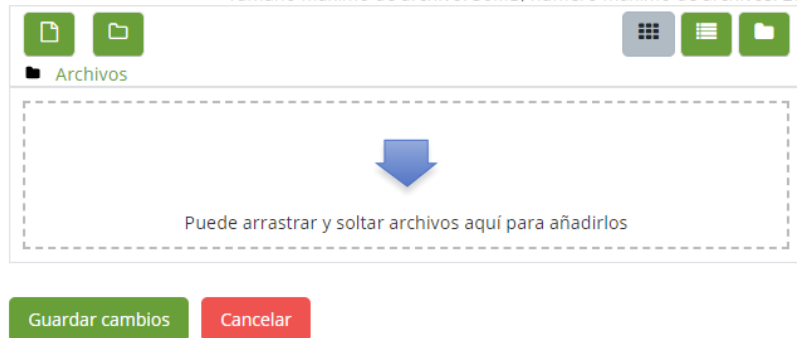 Archivos
Puede arrastrar y soltar archivos aquí para añadirlos
Guardar cambios
Cancelar